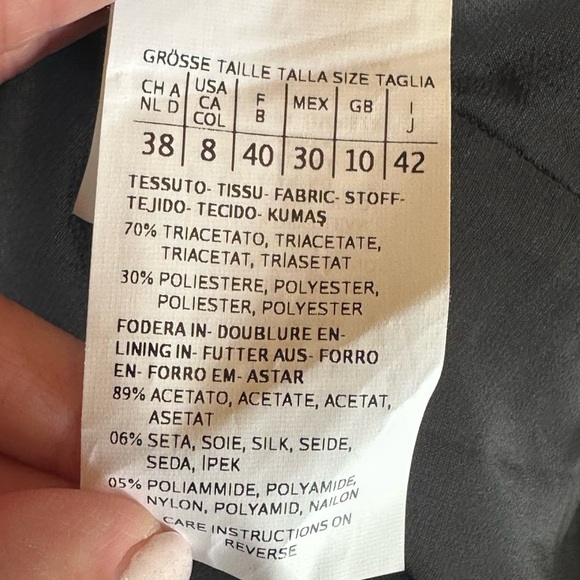 GRÖSSE TAILLE TALLA SIZE TAGLIA
CH A NL D | USA CA COL | F B | MEX | GB | I J
38 | 8 | 40 | 30 | 10 | 42
TESSUTO- TISSU- FABRIC- STOFF-
TEJIDO- TECIDO- KUMAŞ
70% TRIACETATO, TRIACETATE,
TRIACETAT, TRİASETAT
30% POLIESTERE, POLYESTER,
POLIESTER, POLYESTER
FODERA IN- DOUBLURE EN-
LINING IN- FUTTER AUS- FORRO
EN- FORRO EM- ASTAR
89% ACETATO, ACETATE, ACETAT,
ASETAT
06% SETA, SOIE, SILK, SEIDE,
SEDA, İPEK
05% POLIAMMIDE, POLYAMIDE,
NYLON, POLYAMID, NAILON
CARE INSTRUCTIONS ON
REVERSE